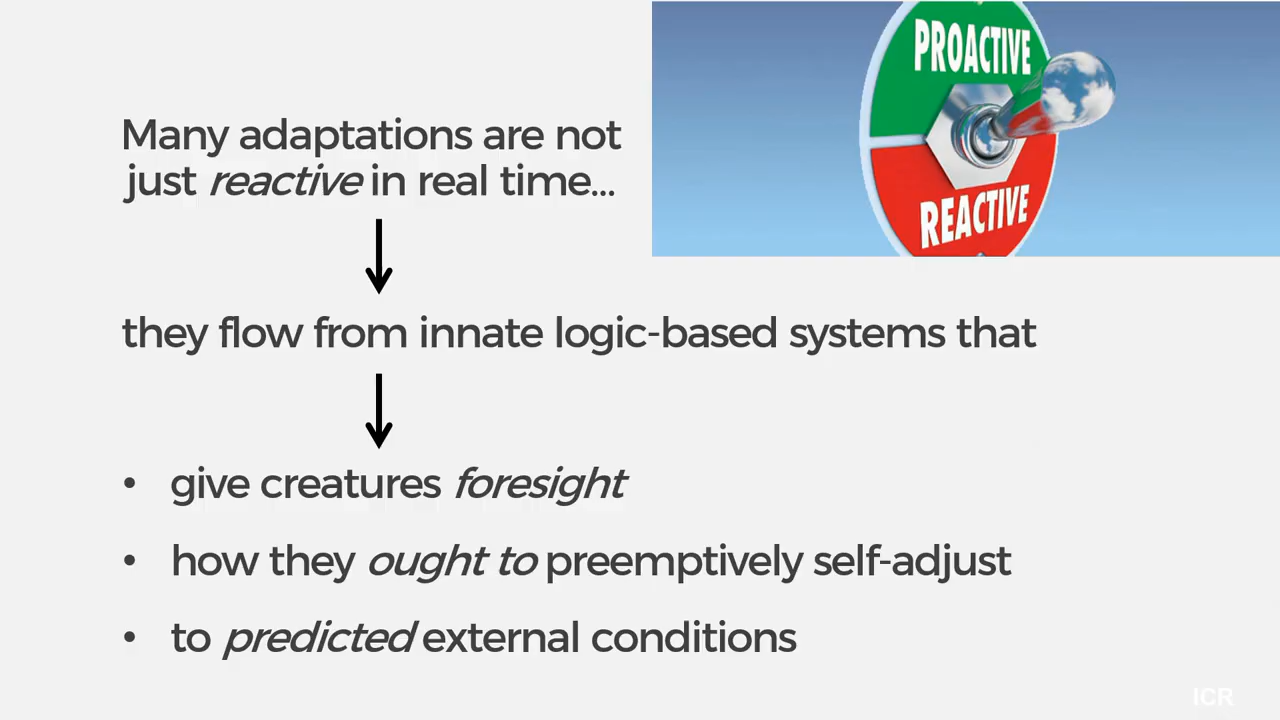 PROACTIVE
REACTIVE
Many adaptations are not
just reactive in real time...
they flow from innate logic-based systems that
• give creatures foresight
• how they ought to preemptively self-adjust
• to predicted external conditions
ICR